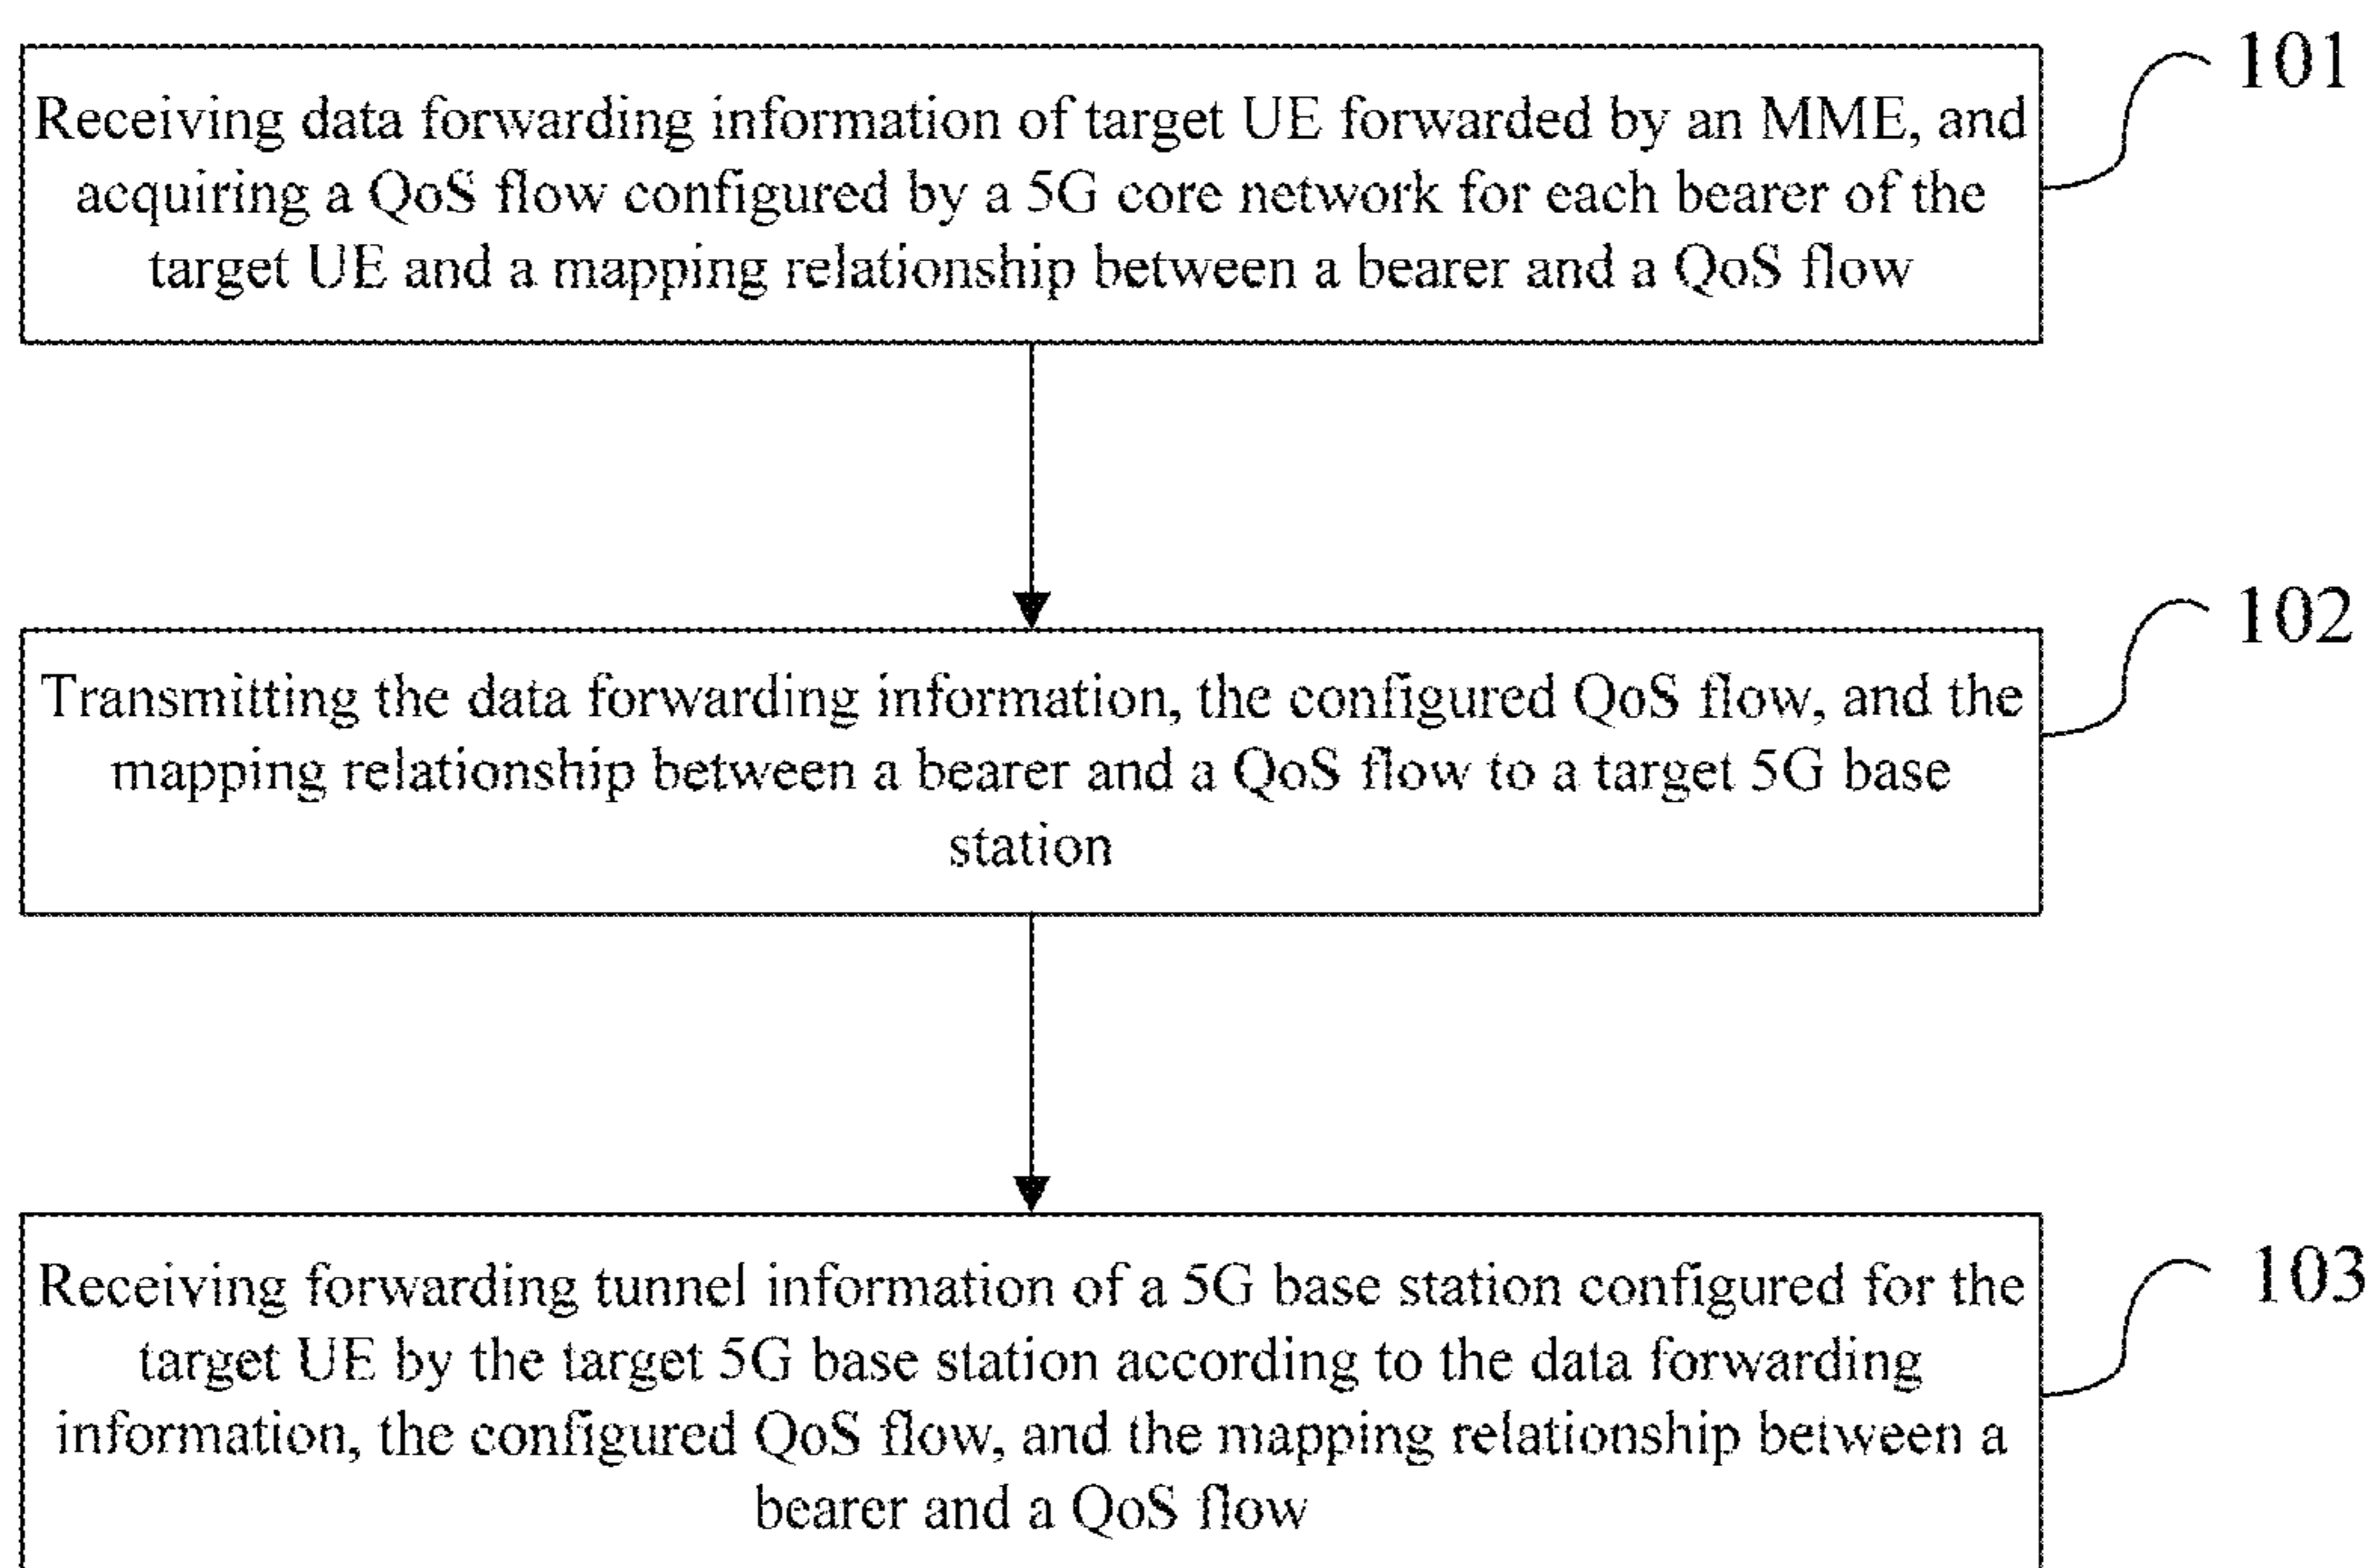 101
Receiving data forwarding information of target UE forwarded by an MME, and
acquiring a QoS flow configured by a 5G core network for each bearer of the
target UE and a mapping relationship between a bearer and a QoS flow
102
Transmitting the data forwarding information, the configured QoS flow, and the
mapping relationship between a bearer and a QoS flow to a target 5G base
station
103
Receiving forwarding tunnel information of a 5G base station configured for the
target UE by the target 5G base station according to the data forwarding
information, the configured QoS flow, and the mapping relationship between a
bearer and a QoS flow